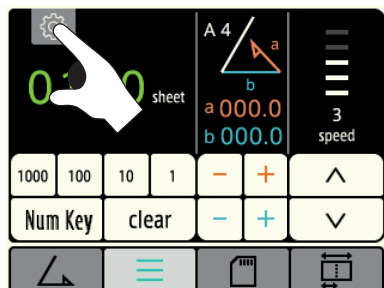 A 4
a
b
sheet
a 000.0
b 000.0
3
speed
1000 100 10 1 − +
Num Key clear − +